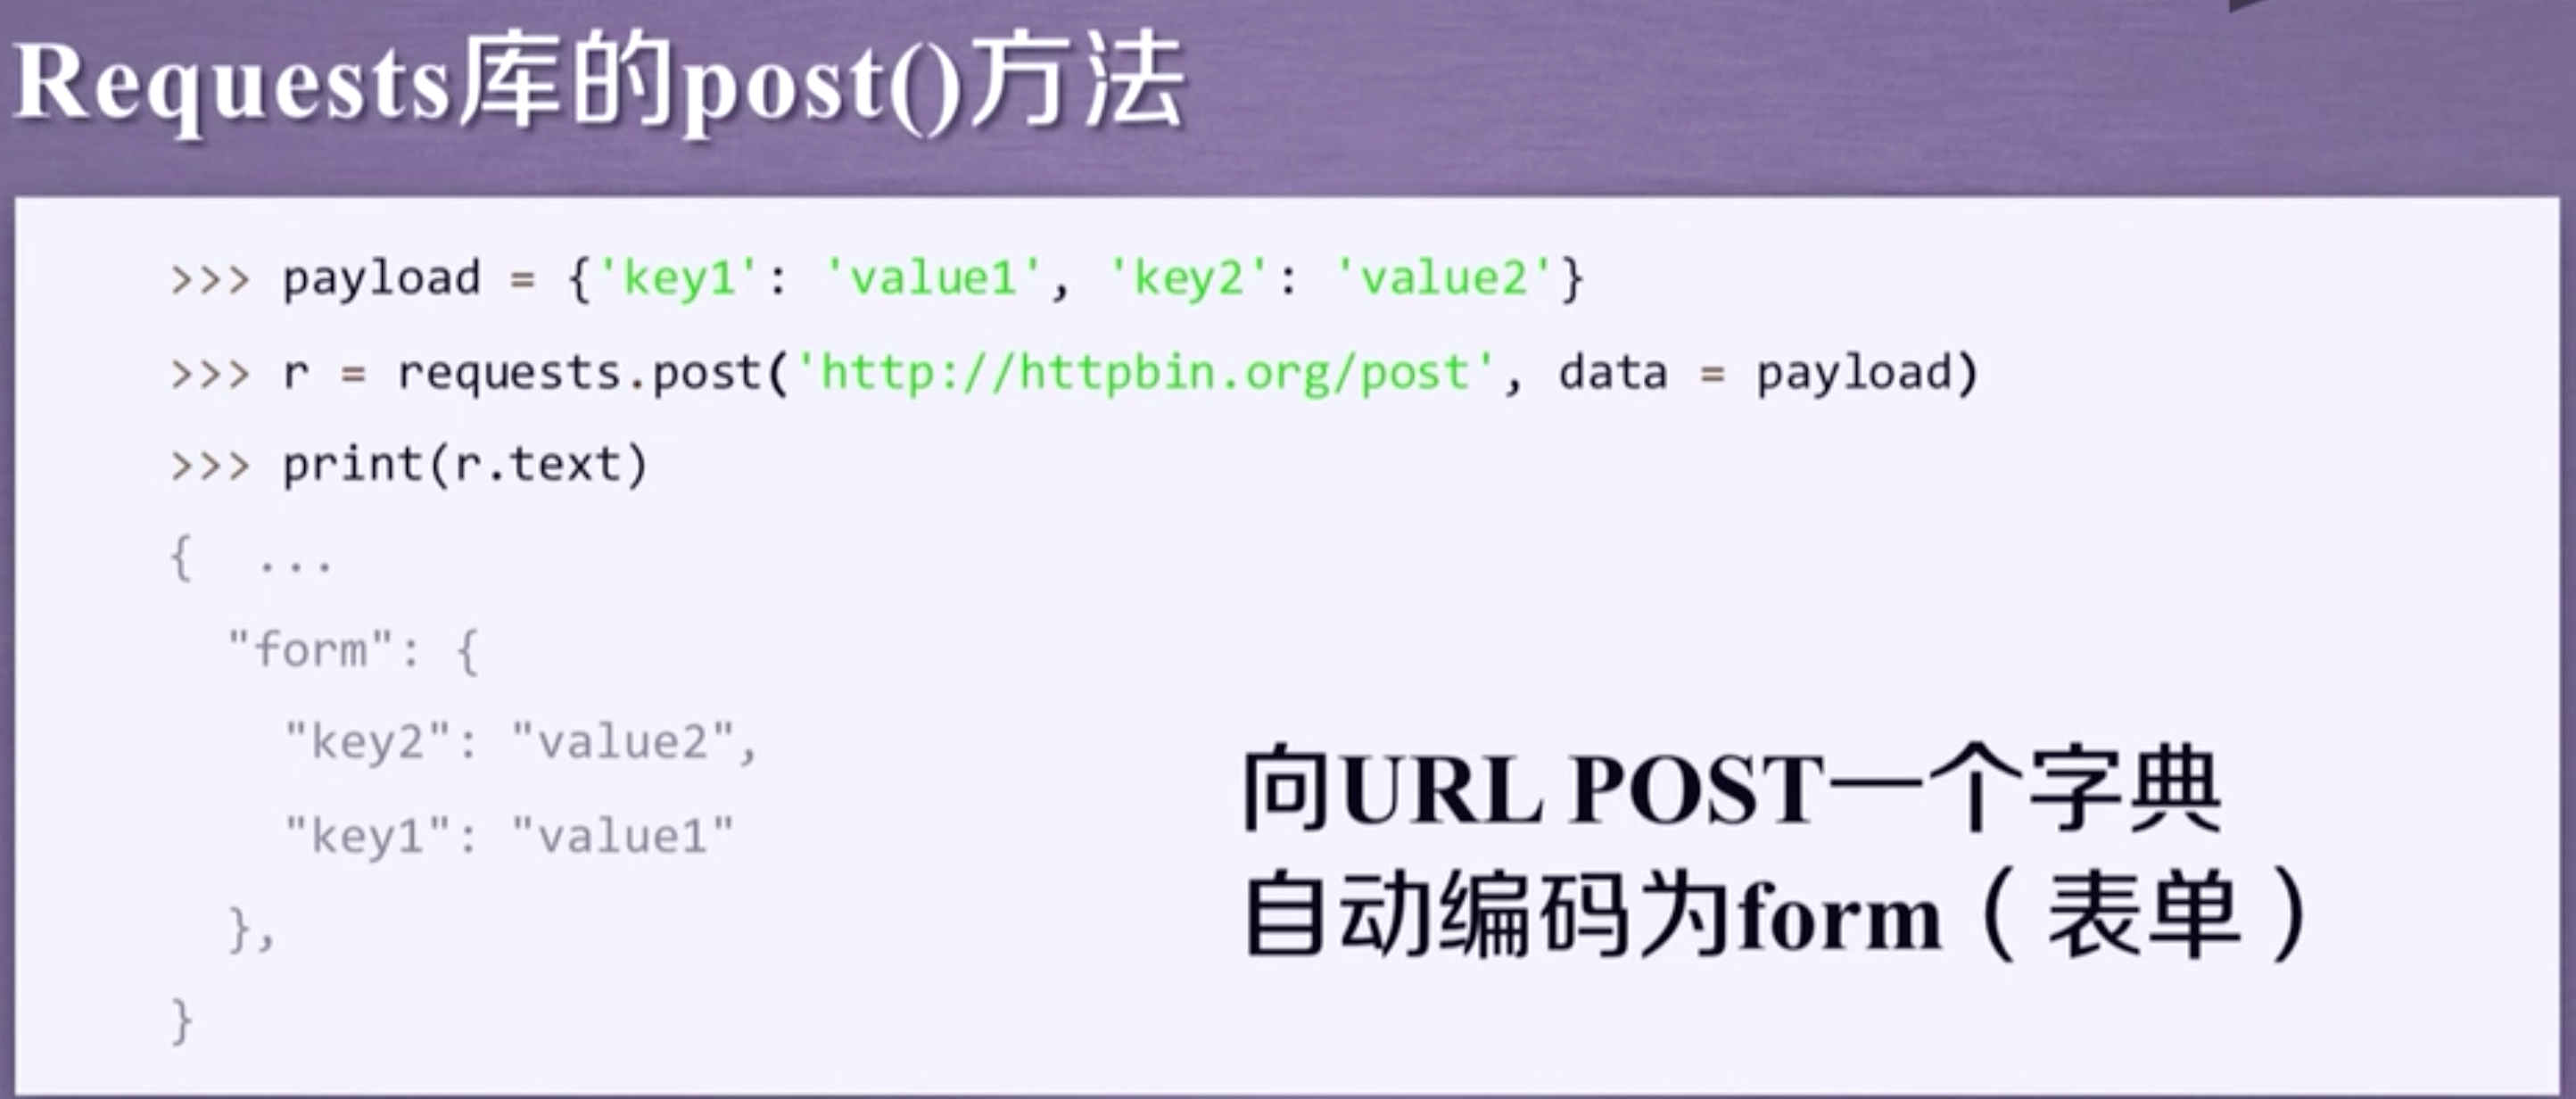 Requests库的post()方法
>>> payload = {'key1': 'value1', 'key2': 'value2'}
>>> r = requests.post('http://httpbin.org/post', data = payload)
>>> print(r.text)
{  ...
  "form": {
    "key2": "value2",
    "key1": "value1"
  },
}
向URL POST一个字典
自动编码为form（表单）